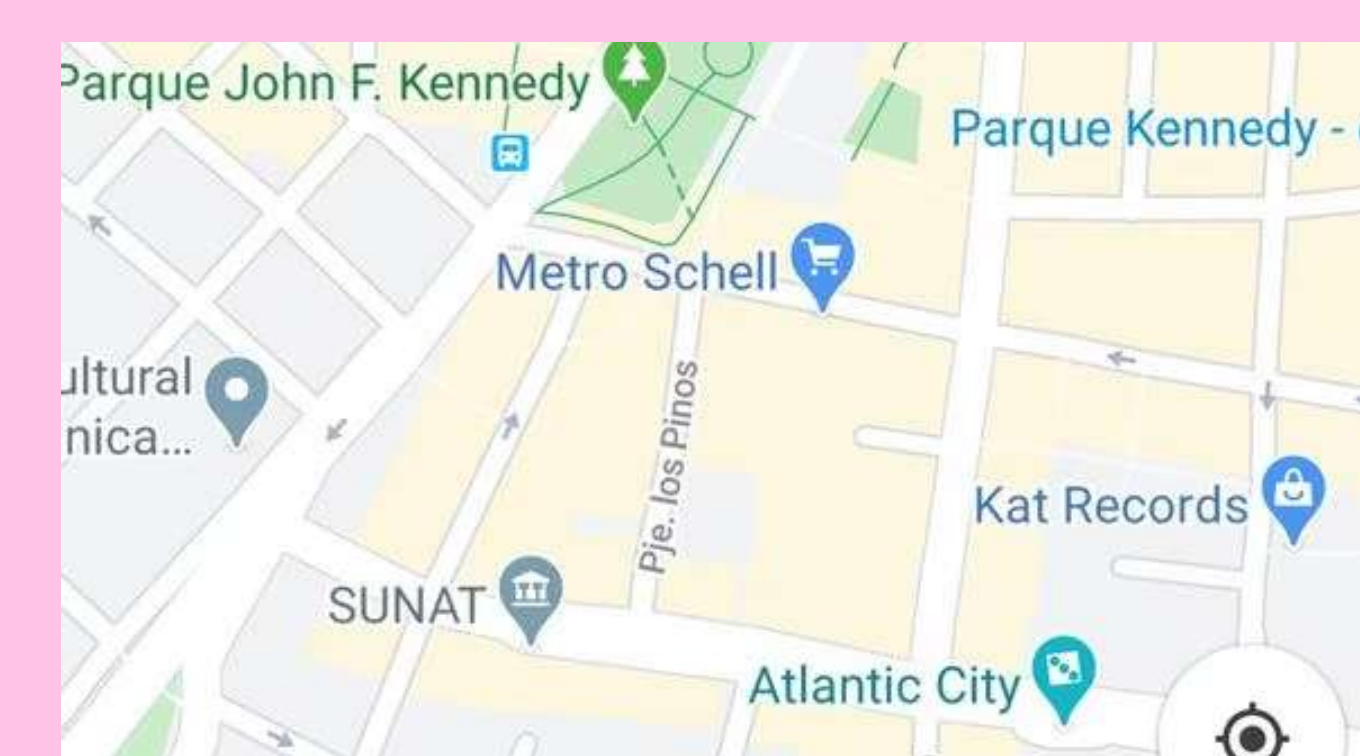 Parque John F. Kennedy
Parque Kennedy -
Metro Schell
ultural
nica...
Pje. los Pinos
Kat Records
SUNAT
Atlantic City